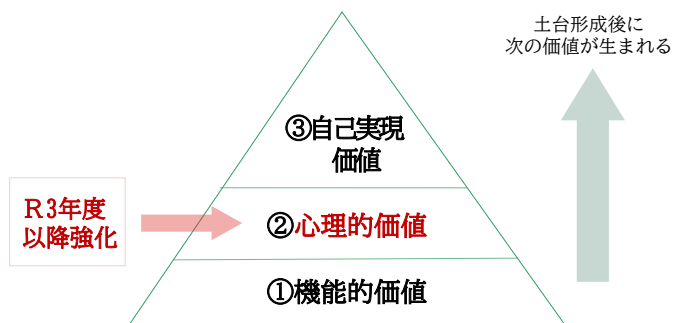 土台形成後に
次の価値が生まれる
③自己実現
価値
Ｒ3年度
以降強化
②心理的価値
①機能的価値